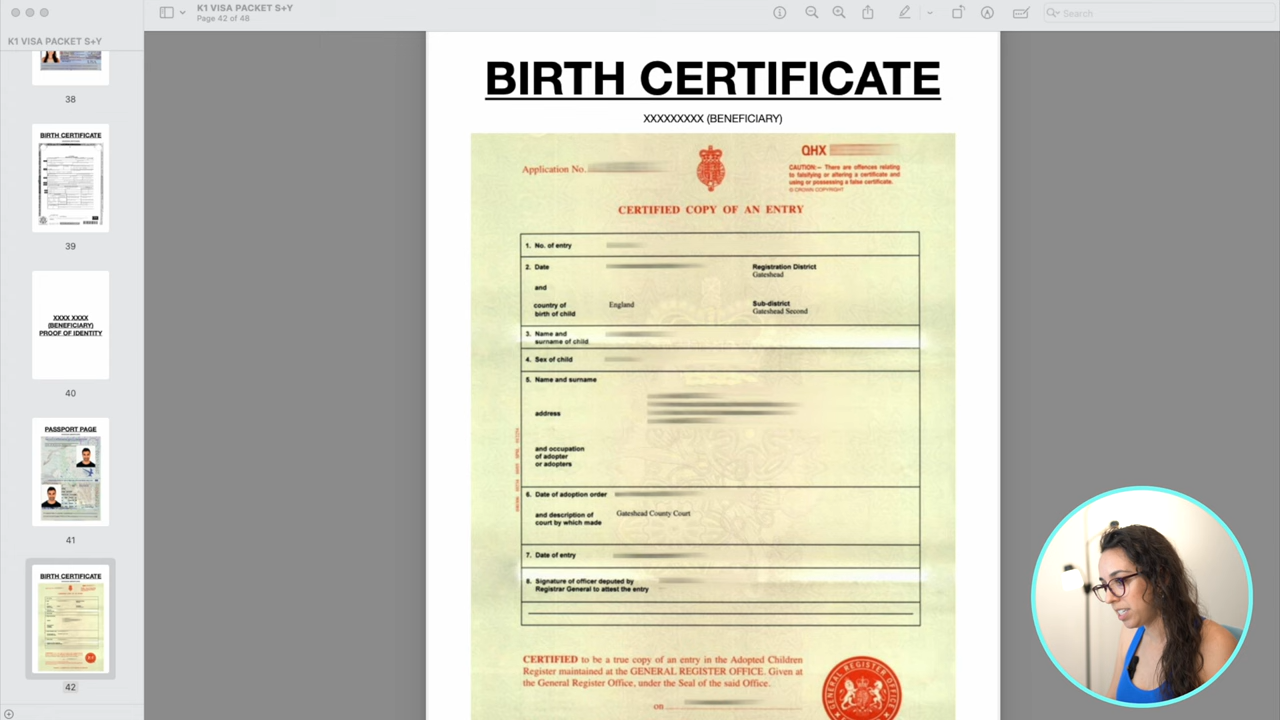 K1 VISA PACKET S+Y
Page 42 of 48
Search
K1 VISA PACKET S+Y
38
BIRTH CERTIFICATE
39
XXXX XXXX
(BENEFICIARY)
PROOF OF IDENTITY
40
PASSPORT PAGE
41
BIRTH CERTIFICATE
42
BIRTH CERTIFICATE
XXXXXXXXX (BENEFICIARY)
Application No.
QHX
CAUTION:– There are offences relating
to falsifying or altering a certificate and
using or possessing a false certificate.
© CROWN COPYRIGHT
CERTIFIED COPY OF AN ENTRY
1. No. of entry
2. Date
Registration District
Gateshead
and
country of
birth of child
England
Sub-district
Gateshead Second
3. Name and
surname of child
4. Sex of child
5. Name and surname
address
and occupation
of adopter
or adopters
6. Date of adoption order
and description of
court by which made
Gateshead County Court
7. Date of entry
8. Signature of officer deputed by
Registrar General to attest the entry
CERTIFIED to be a true copy of an entry in the Adopted Children
Register maintained at the GENERAL REGISTER OFFICE. Given at
the General Register Office, under the Seal of the said Office.
on
GENERAL REGISTER OFFICE